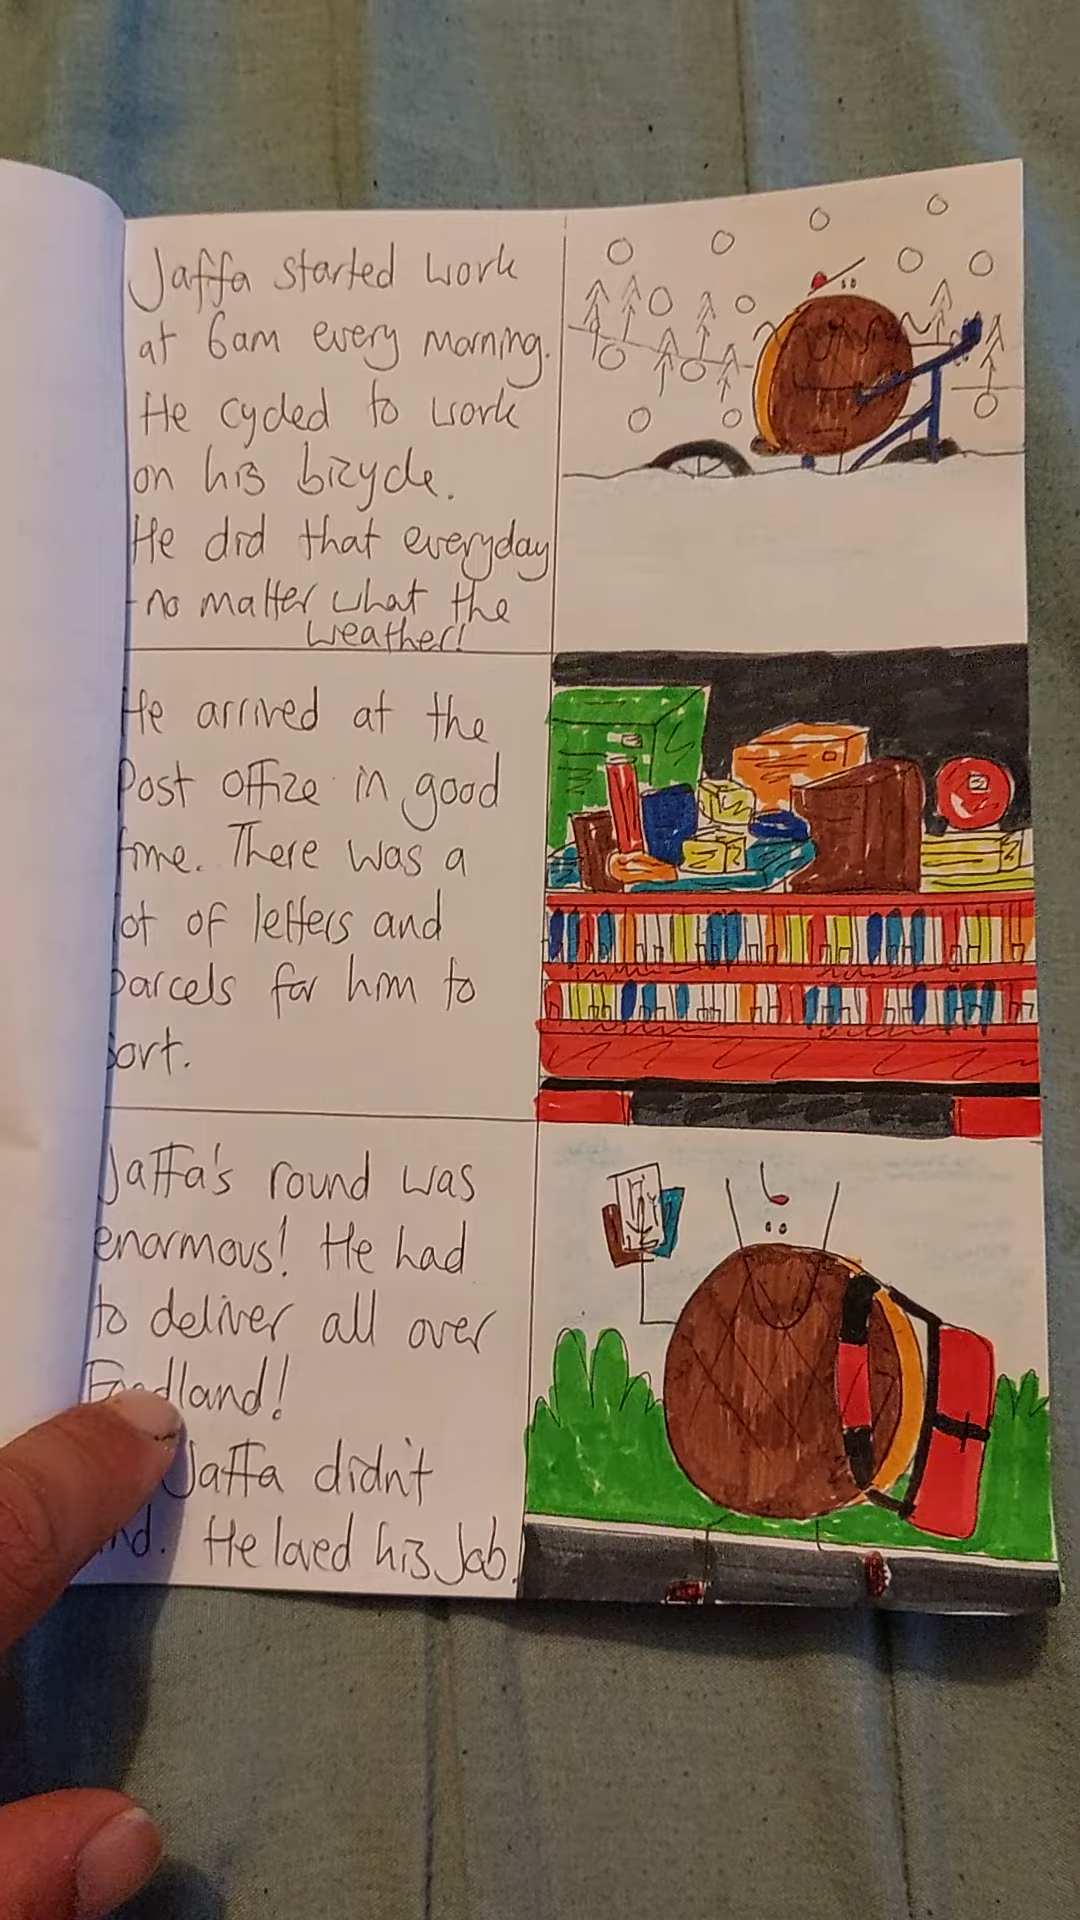 Jaffa started work
at 6am every morning.
He cycled to work
on his bicycle.
He did that everyday
-no matter what the
weather!
He arrived at the
Post office in good
time. There was a
lot of letters and
parcels for him to
sort.
Jaffa's round was
enormous! He had
to deliver all over
Foodland!
Jaffa didn't
He loved his job.